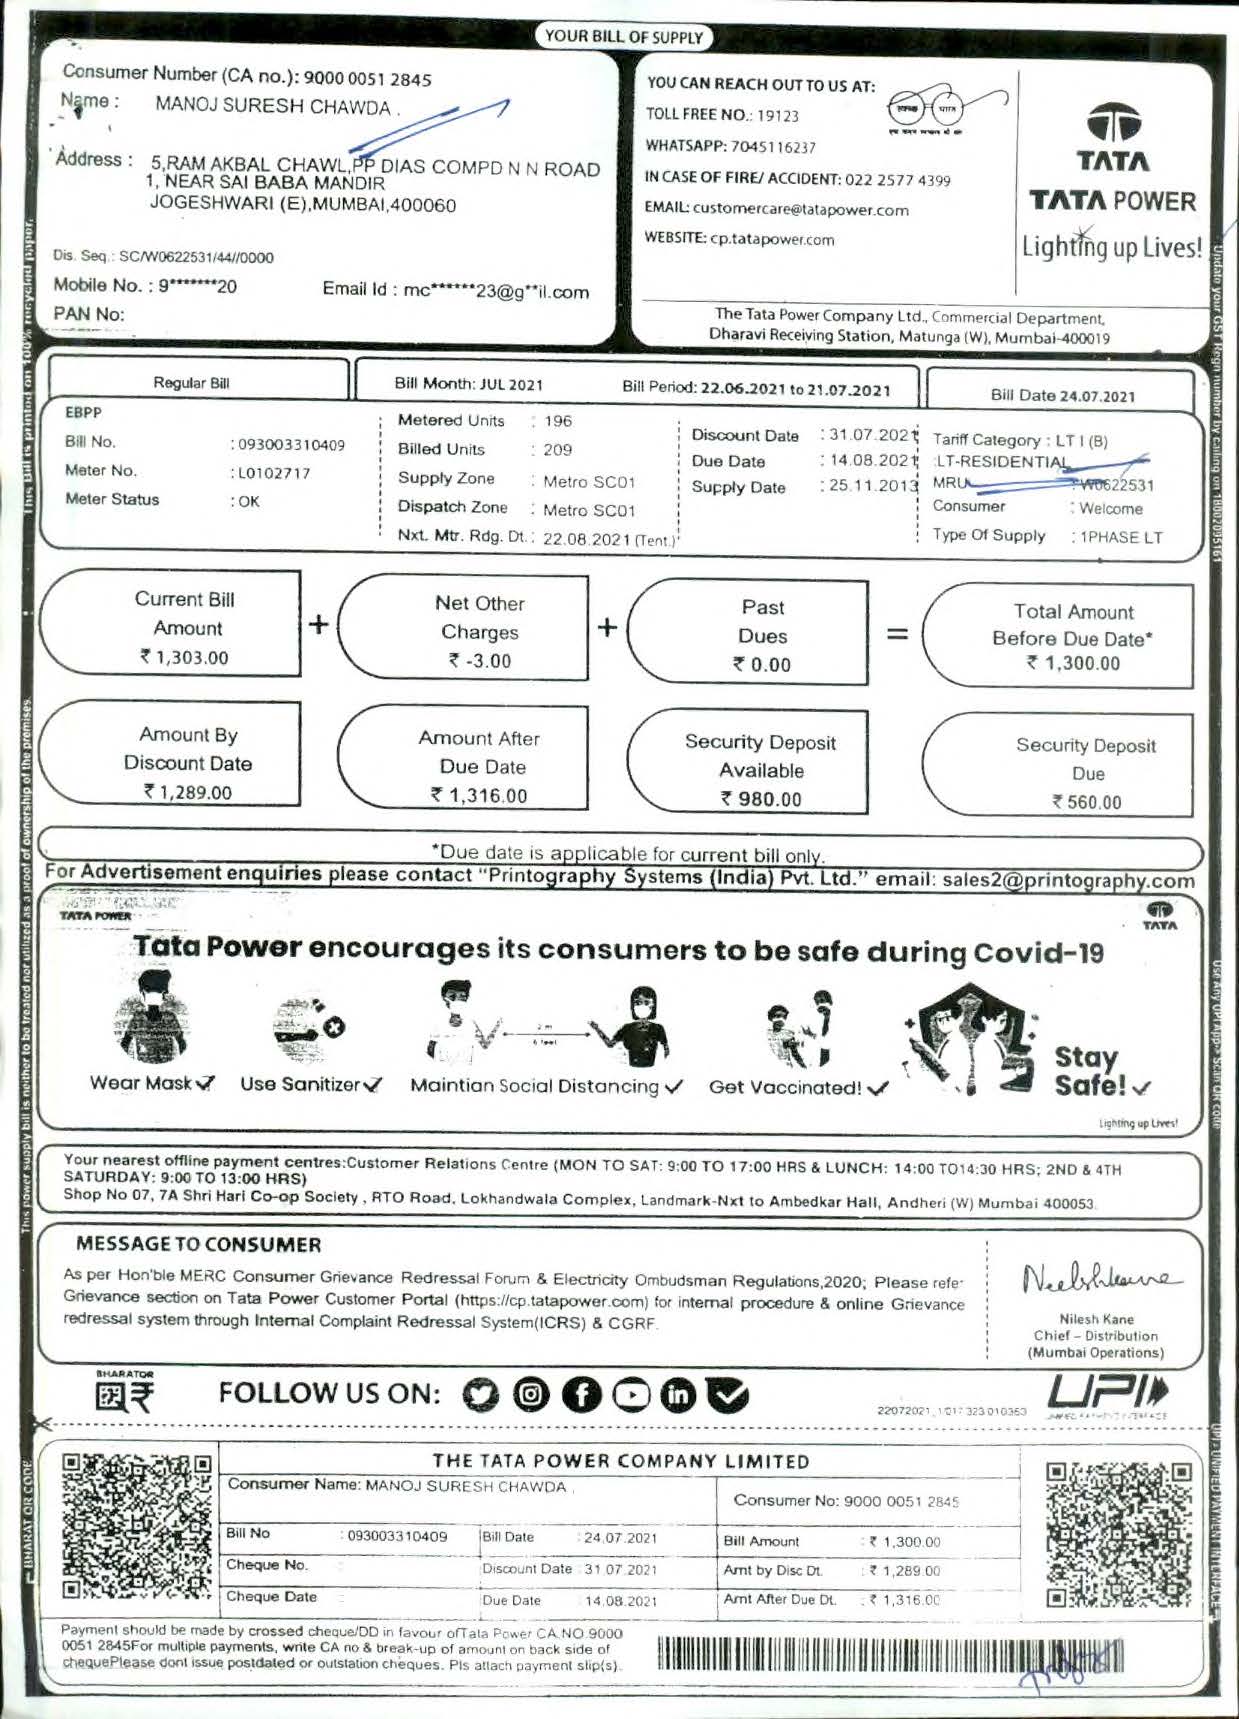 YOUR BILL OF SUPPLY
Consumer Number (CA no.): 9000 0051 2845
Name : MANOJ SURESH CHAWDA .
Address : 5,RAM AKBAL CHAWL,PP DIAS COMPD N N ROAD
1, NEAR SAI BABA MANDIR
JOGESHWARI (E),MUMBAI,400060
Dis. Seq.: SC/W0622531/44//0000
Mobile No. : 9*******20 Email Id : mc******23@g**il.com
PAN No:
YOU CAN REACH OUT TO US AT:
TOLL FREE NO.: 19123
WHATSAPP: 7045116237
IN CASE OF FIRE/ ACCIDENT: 022 2577 4399
EMAIL: customercare@tatapower.com
WEBSITE: cp.tatapower.com
TATA
TATA POWER
Lighting up Lives!
The Tata Power Company Ltd., Commercial Department,
Dharavi Receiving Station, Matunga (W), Mumbai-400019
This Bill is printed on 100% recycled paper.
Update your GST Regn number by calling on 18002095161
Regular Bill Bill Month: JUL 2021 Bill Period: 22.06.2021 to 21.07.2021 Bill Date 24.07.2021
EBPP
Bill No. : 093003310409
Meter No. : L0102717
Meter Status : OK
Metered Units : 196
Billed Units : 209
Supply Zone : Metro SC01
Dispatch Zone : Metro SC01
Nxt. Mtr. Rdg. Dt.: 22.08.2021 (Tent.)
Discount Date : 31.07.2021
Due Date : 14.08.2021
Supply Date : 25.11.2013
Tariff Category : LT I (B)
:LT-RESIDENTIAL
MRU : W0622531
Consumer : Welcome
Type Of Supply : 1PHASE LT
Current Bill
Amount
₹ 1,303.00
+
Net Other
Charges
₹ -3.00
+
Past
Dues
₹ 0.00
=
Total Amount
Before Due Date*
₹ 1,300.00
Amount By
Discount Date
₹ 1,289.00
Amount After
Due Date
₹ 1,316.00
Security Deposit
Available
₹ 980.00
Security Deposit
Due
₹ 560.00
*Due date is applicable for current bill only.
For Advertisement enquiries please contact "Printography Systems (India) Pvt. Ltd." email: sales2@printography.com
This power supply bill is neither to be treated nor utilized as a proof of ownership of the premises.
TATA POWER
TATA
Tata Power encourages its consumers to be safe during Covid-19
2 m
6 feet
Wear Mask Use Sanitizer Maintian Social Distancing Get Vaccinated! Stay
Safe!
Lighting up Lives!
Use Any UPI App - Scan QR code
Your nearest offline payment centres:Customer Relations Centre (MON TO SAT: 9:00 TO 17:00 HRS & LUNCH: 14:00 TO14:30 HRS; 2ND & 4TH
SATURDAY: 9:00 TO 13:00 HRS)
Shop No 07, 7A Shri Hari Co-op Society , RTO Road, Lokhandwala Complex, Landmark-Nxt to Ambedkar Hall, Andheri (W) Mumbai 400053.
MESSAGE TO CONSUMER
As per Hon'ble MERC Consumer Grievance Redressal Forum & Electricity Ombudsman Regulations,2020; Please refe
Grievance section on Tata Power Customer Portal (https://cp.tatapower.com) for internal procedure & online Grievance
redressal system through Internal Complaint Redressal System(ICRS) & CGRF.
Nilesh Kane
Chief – Distribution
(Mumbai Operations)
BHARATQR
FOLLOW US ON:
UPI
UNIFIED PAYMENTS INTERFACE
BHARAT QR CODE
UPI - UNIFIED PAYMENT INTERFACE
THE TATA POWER COMPANY LIMITED
Consumer Name: MANOJ SURESH CHAWDA . Consumer No: 9000 0051 2845
Bill No : 093003310409 Bill Date : 24.07.2021 Bill Amount : ₹ 1,300.00
Cheque No. : Discount Date : 31.07.2021 Amt by Disc Dt. : ₹ 1,289.00
Cheque Date : Due Date : 14.08.2021 Amt After Due Dt. : ₹ 1,316.00
Payment should be made by crossed cheque/DD in favour ofTata Power CA.NO.9000
0051 2845For multiple payments, write CA no & break-up of amount on back side of
chequePlease dont issue postdated or outstation cheques. Pls attach payment slip(s).